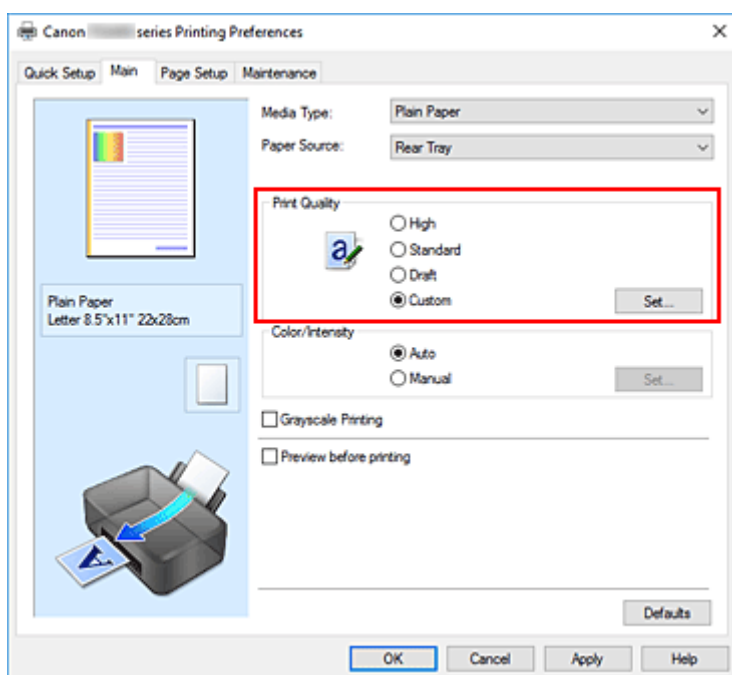 Canon series Printing Preferences
Quick Setup Main Page Setup Maintenance
Media Type: Plain Paper
Paper Source: Rear Tray
Print Quality
High
a
Standard
Draft
Custom Set...
Plain Paper
Letter 8.5"x11" 22x28cm
Color/Intensity
Auto
Manual Set...
Grayscale Printing
Preview before printing
A
Defaults
OK Cancel Apply Help